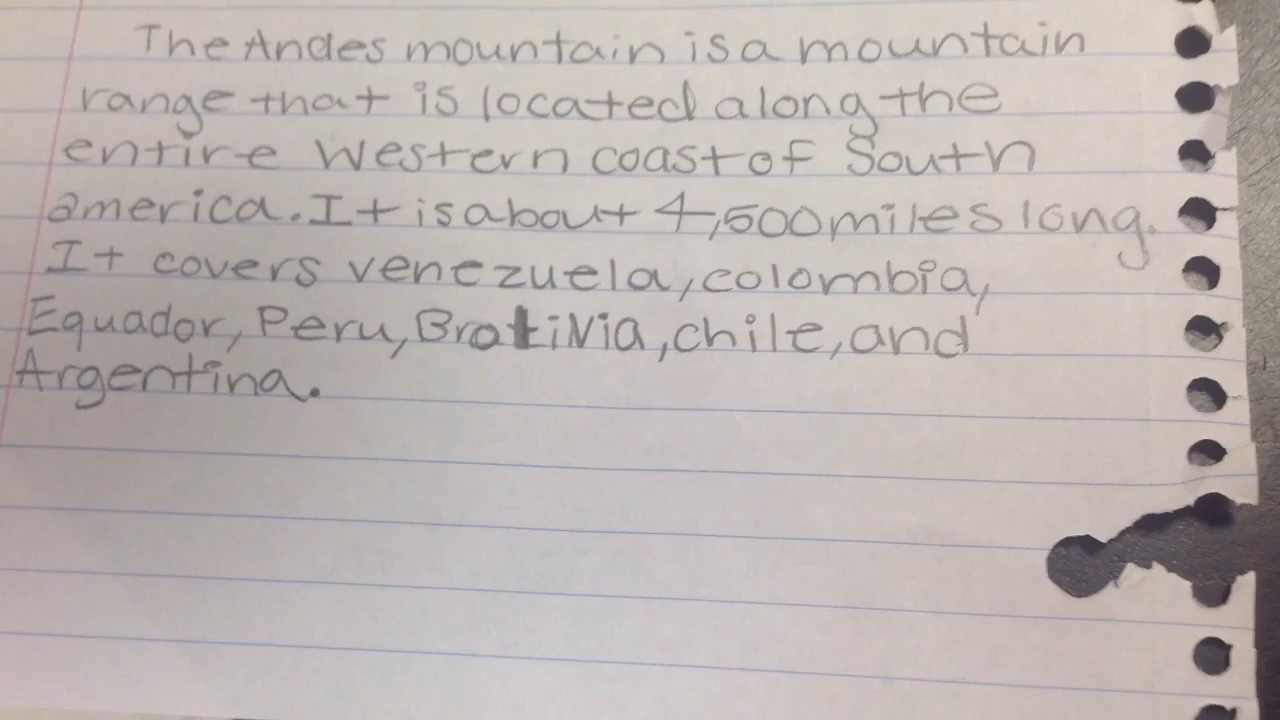 The Andes mountain is a mountain
range that is located along the
entire western coast of South
america. It is about 4,500 miles long.
It covers venezuela, colombia,
Equador, Peru, BroliVia, chile, and
Argentina.